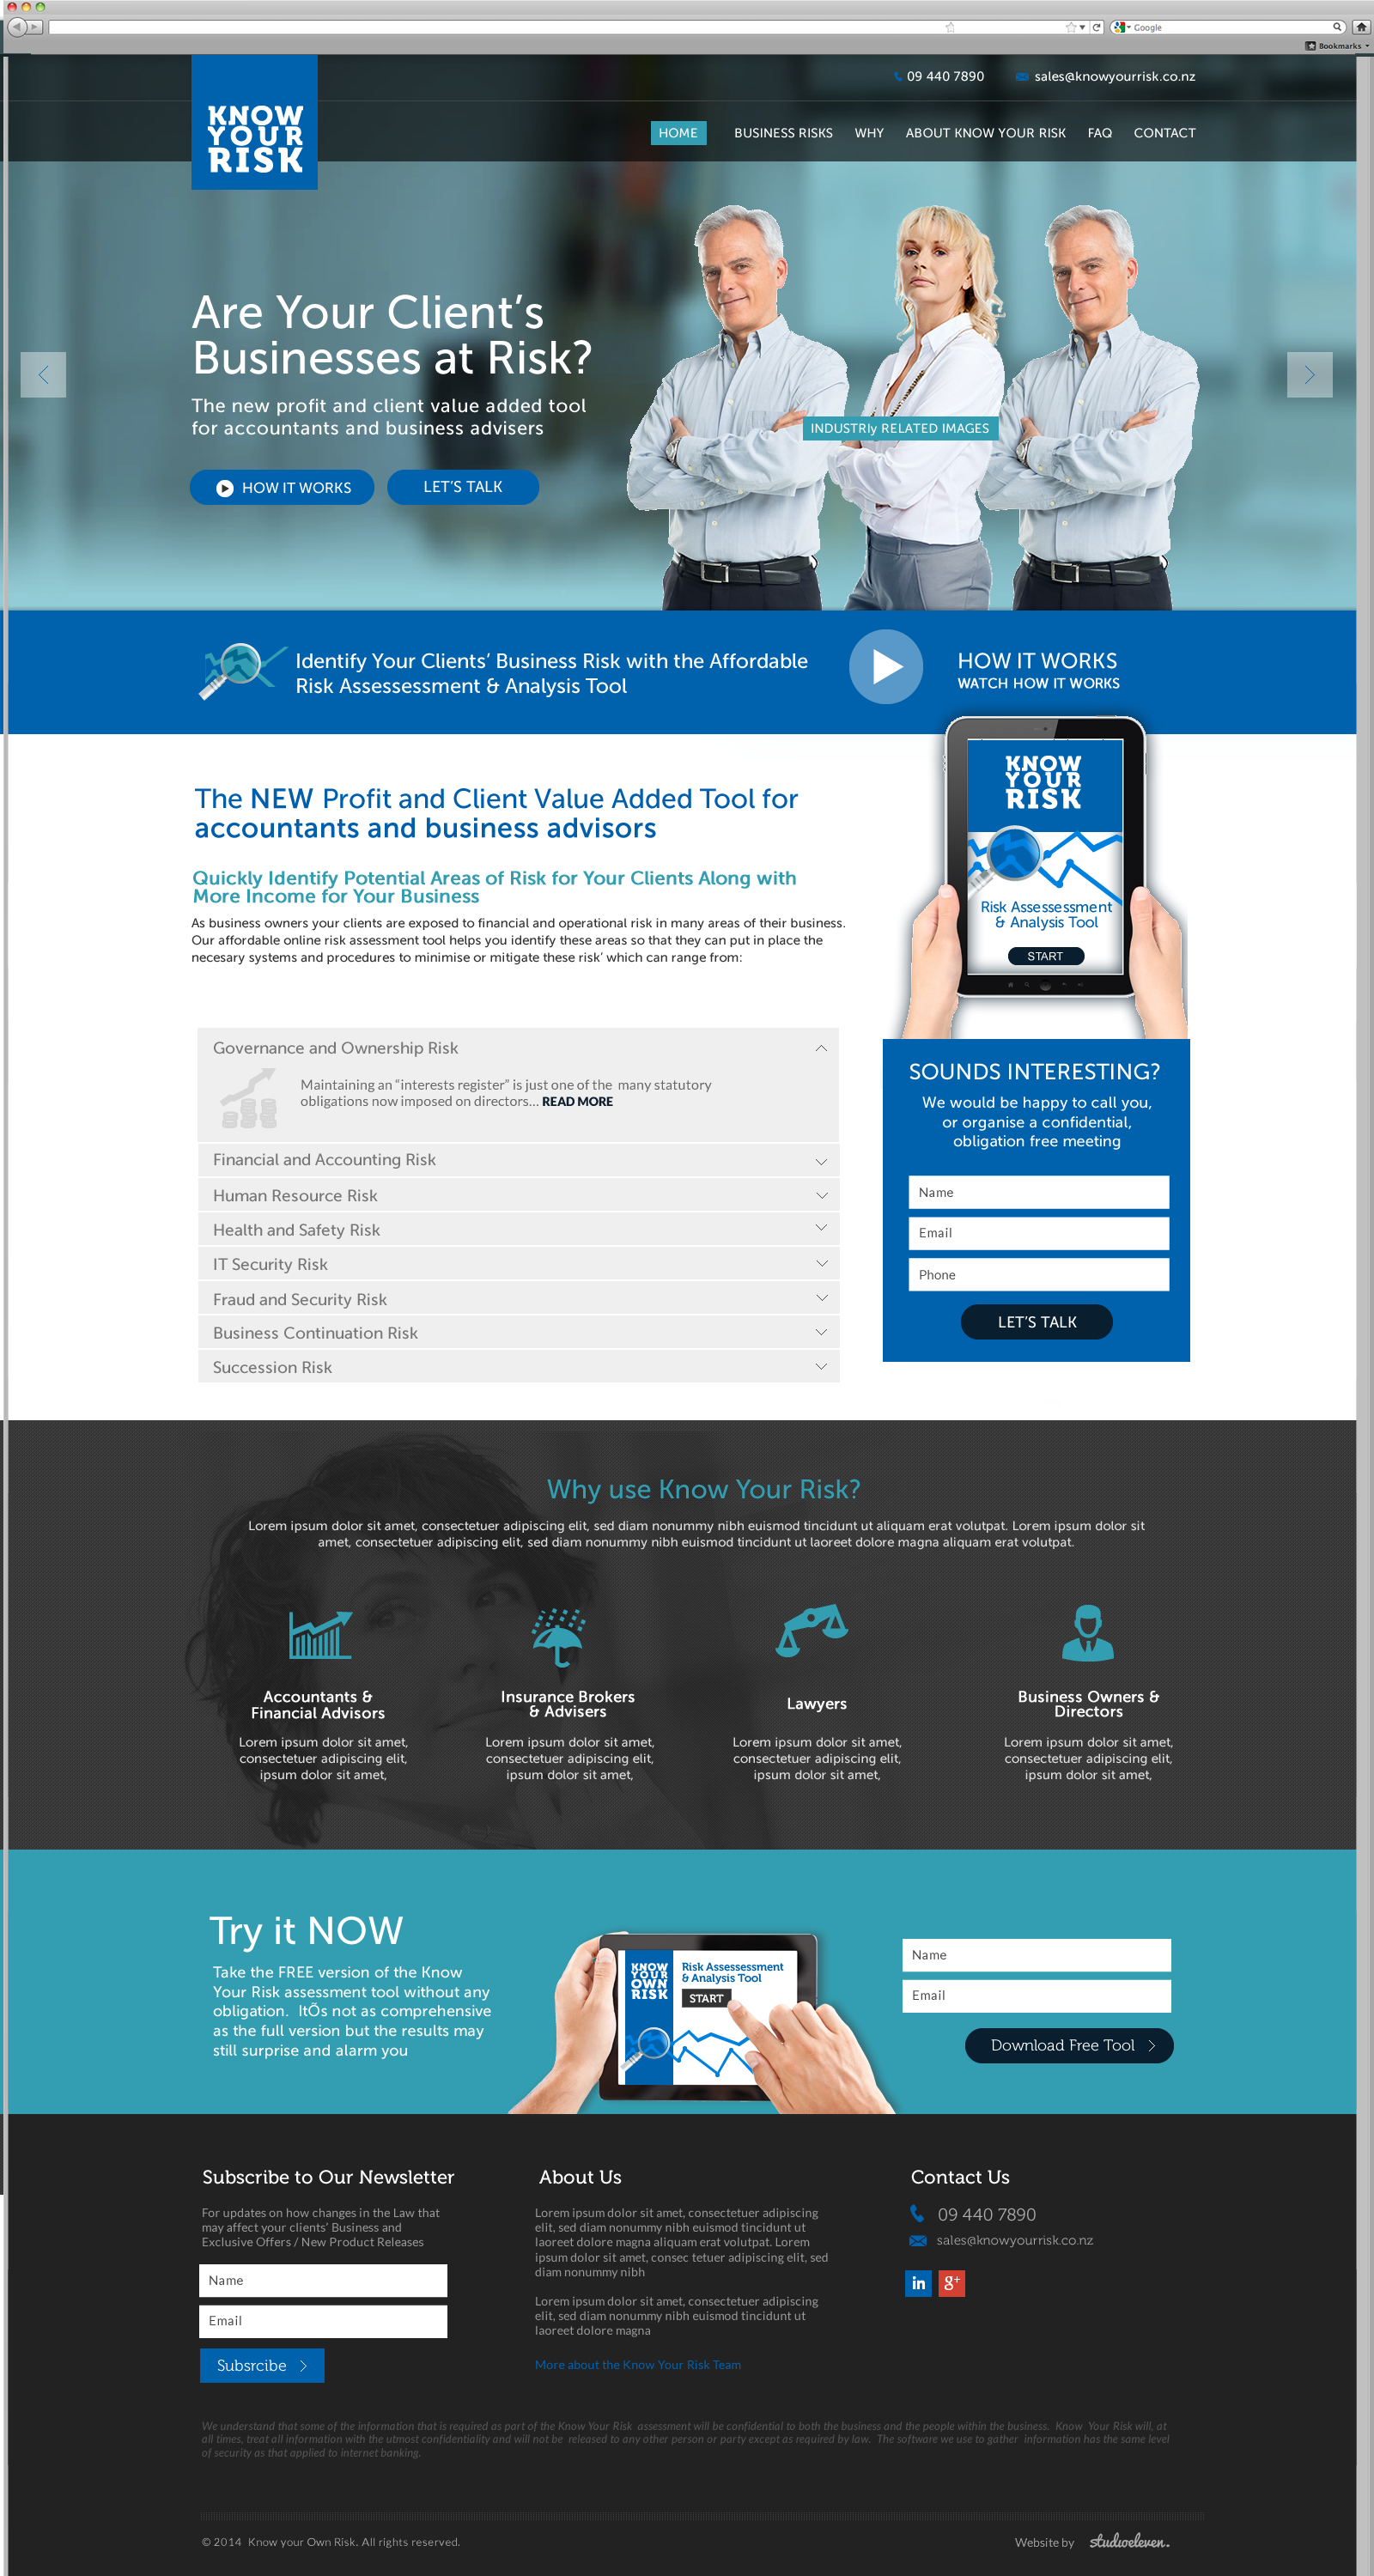 Google
Bookmarks
09 440 7890
sales@knowyourrisk.co.nz
KNOW
YOUR
RISK
HOME
BUSINESS RISKS
WHY
ABOUT KNOW YOUR RISK
FAQ
CONTACT
Are Your Client's
Businesses at Risk?
The new profit and client value added tool
for accountants and business advisers
INDUSTRIy RELATED IMAGES
HOW IT WORKS
LET'S TALK
Identify Your Clients' Business Risk with the Affordable
Risk Assessessment & Analysis Tool
HOW IT WORKS
WATCH HOW IT WORKS
The NEW Profit and Client Value Added Tool for
accountants and business advisors
Quickly Identify Potential Areas of Risk for Your Clients Along with
More Income for Your Business
As business owners your clients are exposed to financial and operational risk in many areas of their business.
Our affordable online risk assessment tool helps you identify these areas so that they can put in place the
necesary systems and procedures to minimise or mitigate these risk' which can range from:
KNOW
YOUR
RISK
Risk Assessessment
& Analysis Tool
START
Governance and Ownership Risk
Maintaining an "interests register" is just one of the many statutory
obligations now imposed on directors... READ MORE
Financial and Accounting Risk
Human Resource Risk
Health and Safety Risk
IT Security Risk
Fraud and Security Risk
Business Continuation Risk
Succession Risk
SOUNDS INTERESTING?
We would be happy to call you,
or organise a confidential,
obligation free meeting
Name
Email
Phone
LET'S TALK
Why use Know Your Risk?
Lorem ipsum dolor sit amet, consectetuer adipiscing elit, sed diam nonummy nibh euismod tincidunt ut aliquam erat volutpat. Lorem ipsum dolor sit
amet, consectetuer adipiscing elit, sed diam nonummy nibh euismod tincidunt ut laoreet dolore magna aliquam erat volutpat.
Accountants &
Financial Advisors
Lorem ipsum dolor sit amet,
consectetuer adipiscing elit,
ipsum dolor sit amet,
Insurance Brokers
& Advisers
Lorem ipsum dolor sit amet,
consectetuer adipiscing elit,
ipsum dolor sit amet,
Lawyers
Lorem ipsum dolor sit amet,
consectetuer adipiscing elit,
ipsum dolor sit amet,
Business Owners &
Directors
Lorem ipsum dolor sit amet,
consectetuer adipiscing elit,
ipsum dolor sit amet,
Try it NOW
Take the FREE version of the Know
Your Risk assessment tool without any
obligation. ItÕs not as comprehensive
as the full version but the results may
still surprise and alarm you
KNOW
YOUR
OWN
RISK
Risk Assessessment
& Analysis Tool
START
Name
Email
Download Free Tool
Subscribe to Our Newsletter
For updates on how changes in the Law that
may affect your clients' Business and
Exclusive Offers / New Product Releases
Name
Email
Subsrcibe
About Us
Lorem ipsum dolor sit amet, consectetuer adipiscing
elit, sed diam nonummy nibh euismod tincidunt ut
laoreet dolore magna aliquam erat volutpat. Lorem
ipsum dolor sit amet, consec tetuer adipiscing elit, sed
diam nonummy nibh
Lorem ipsum dolor sit amet, consectetuer adipiscing
elit, sed diam nonummy nibh euismod tincidunt ut
laoreet dolore magna
More about the Know Your Risk Team
Contact Us
09 440 7890
sales@knowyourrisk.co.nz
in
g+
We understand that some of the information that is required as part of the Know Your Risk assessment will be confidential to both the business and the people within the business. Know Your Risk will, at
all times, treat all information with the utmost confidentiality and will not be released to any other person or party except as required by law. The software we use to gather information has the same level
of security as that applied to internet banking.
© 2014 Know your Own Risk. All rights reserved.
Website by studioeleven.